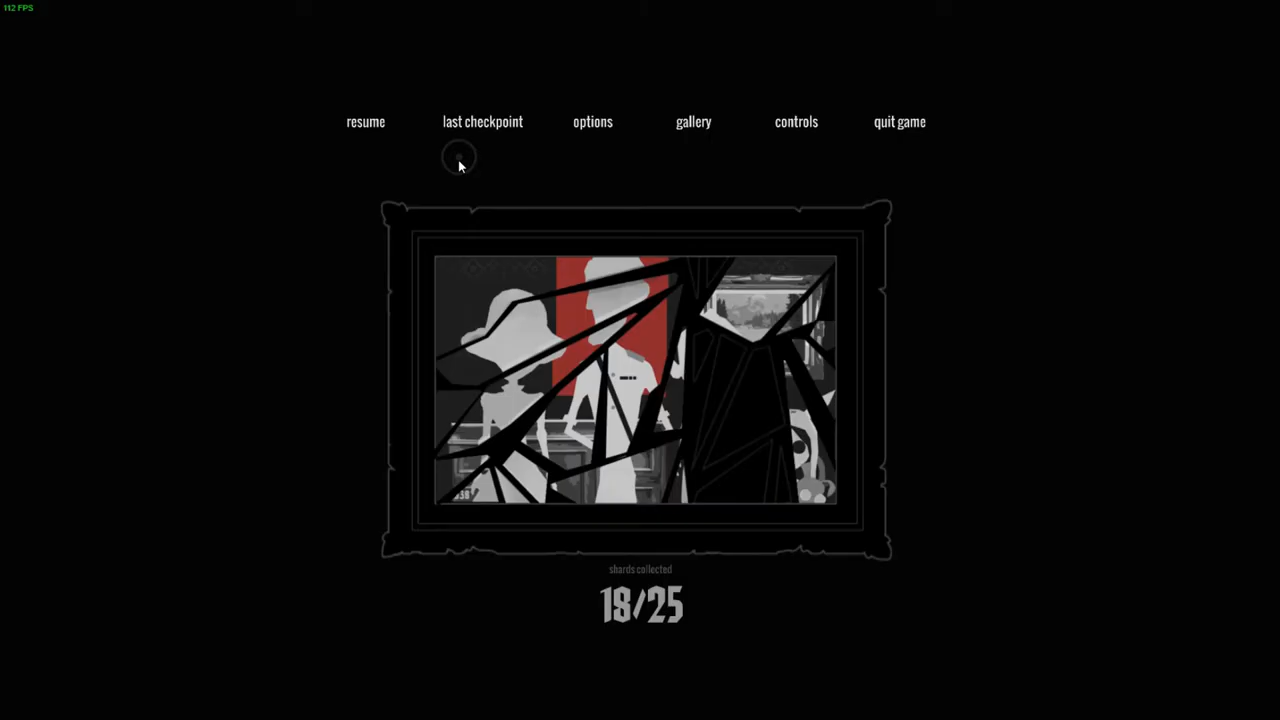 112 FPS
resume last checkpoint options gallery controls quit game
shards collected
18/25